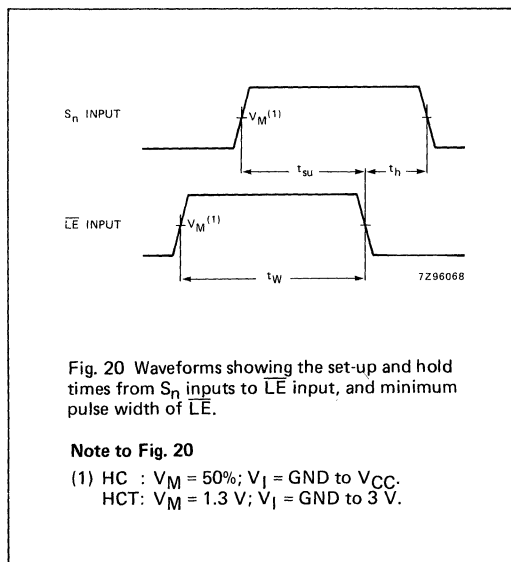 Sn INPUT
VM(1)
tsu
th
LE INPUT
VM(1)
7Z96068
tW
Fig. 20 Waveforms showing the set-up and hold
times from Sn inputs to LE input, and minimum
pulse width of LE.
Note to Fig. 20
(1) HC : VM = 50%; VI = GND to VCC.
HCT: VM = 1.3 V; VI = GND to 3 V.